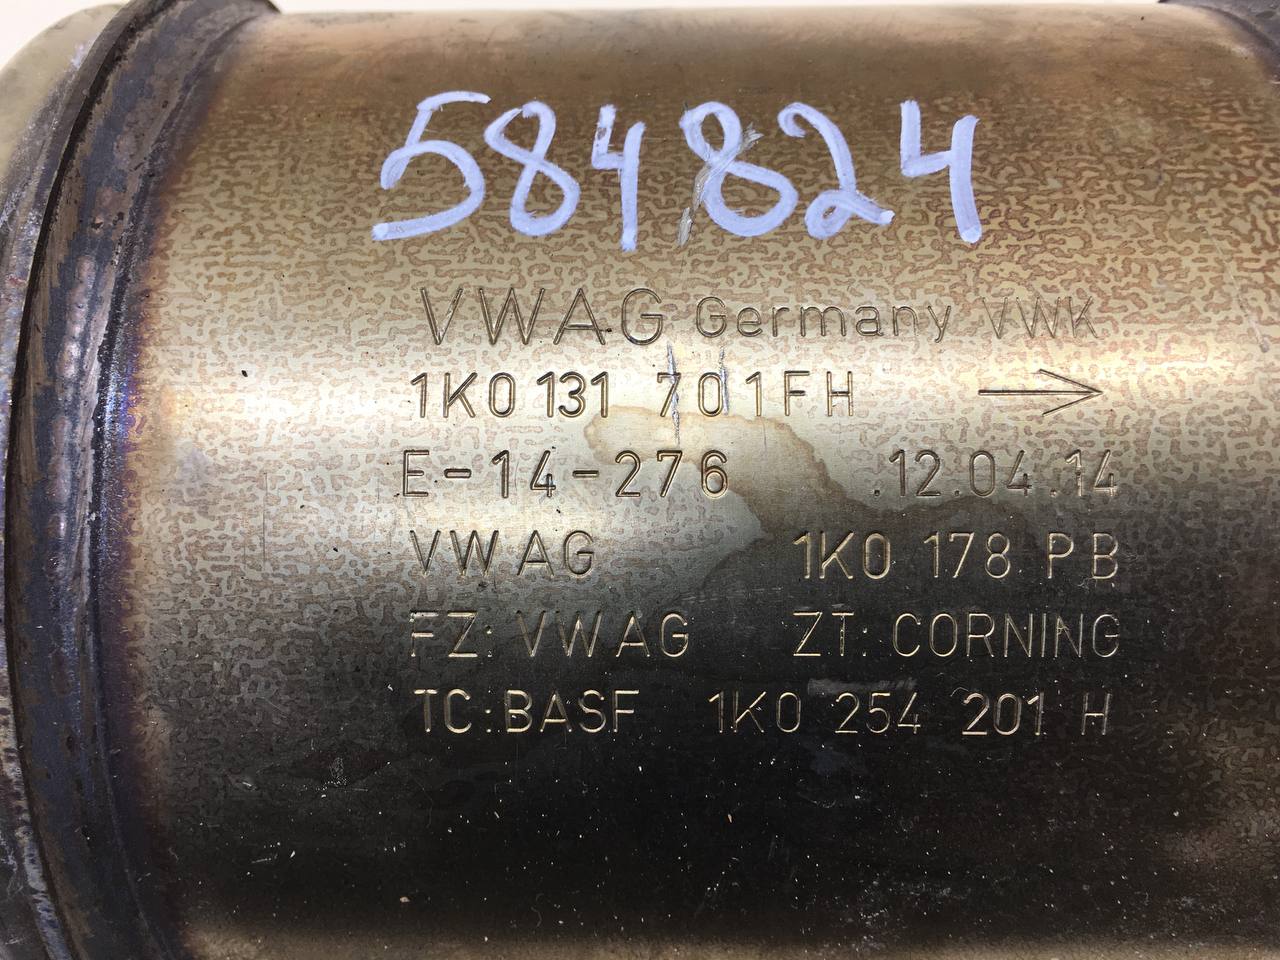 584824
VWAG Germany VWK
1K0 131 701FH →
E-14-276 .12.04.14
VWAG 1K0 178 PB
FZ: VWAG ZT: CORNING
TC:BASF 1K0 254 201 H